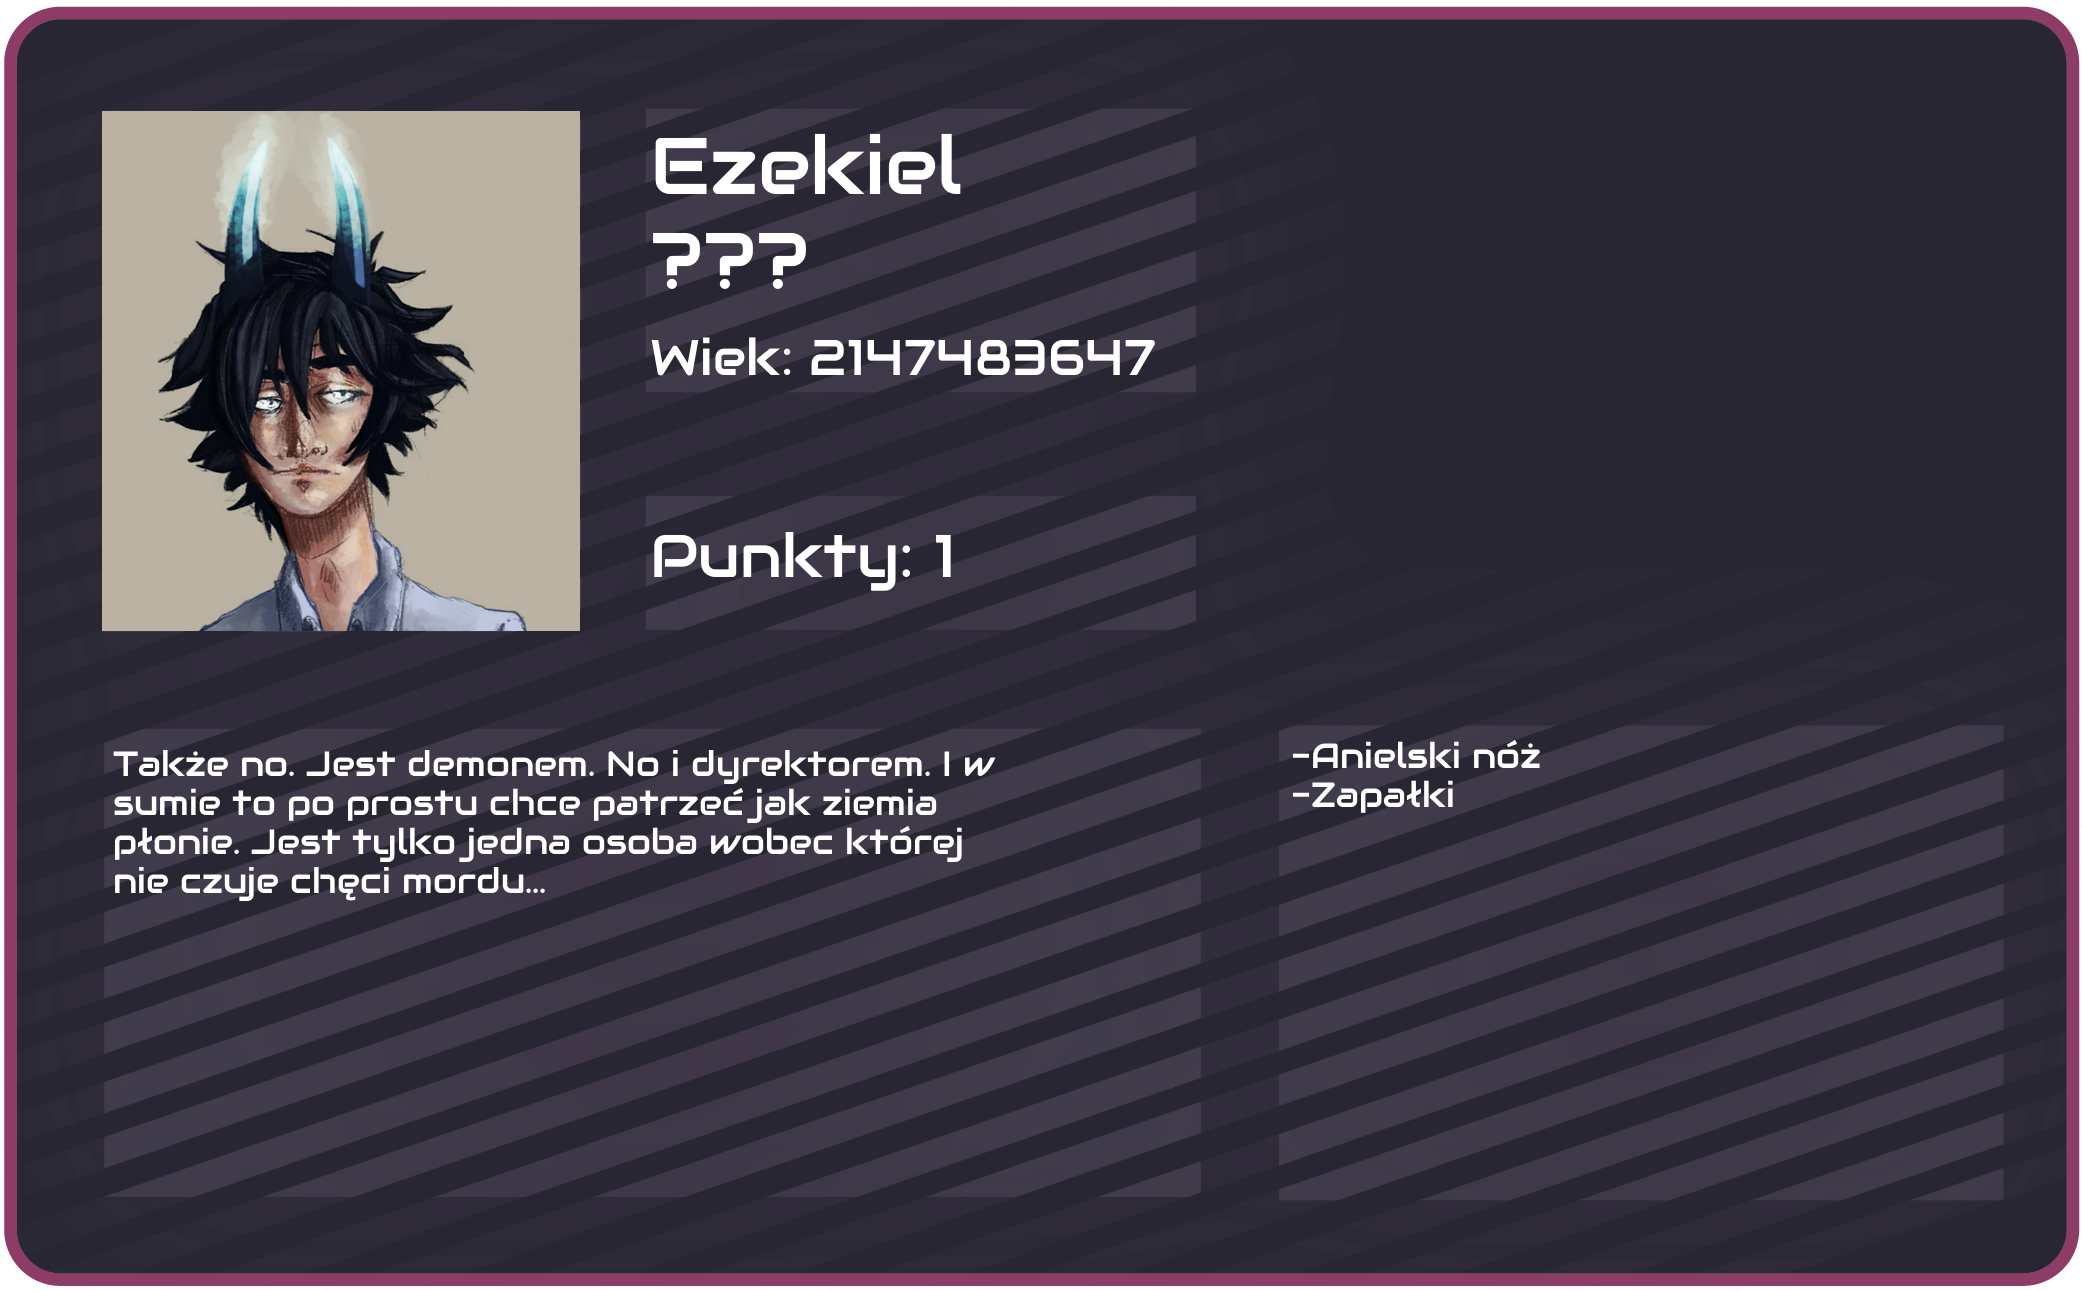 Ezekiel
???
Wiek: 2147483647
Punkty: 1
Także no. Jest demonem. No i dyrektorem. I w
sumie to po prostu chce patrzeć jak ziemia
płonie. Jest tylko jedna osoba wobec której
nie czuje chęci mordu...
-Anielski nóż
-Zapałki